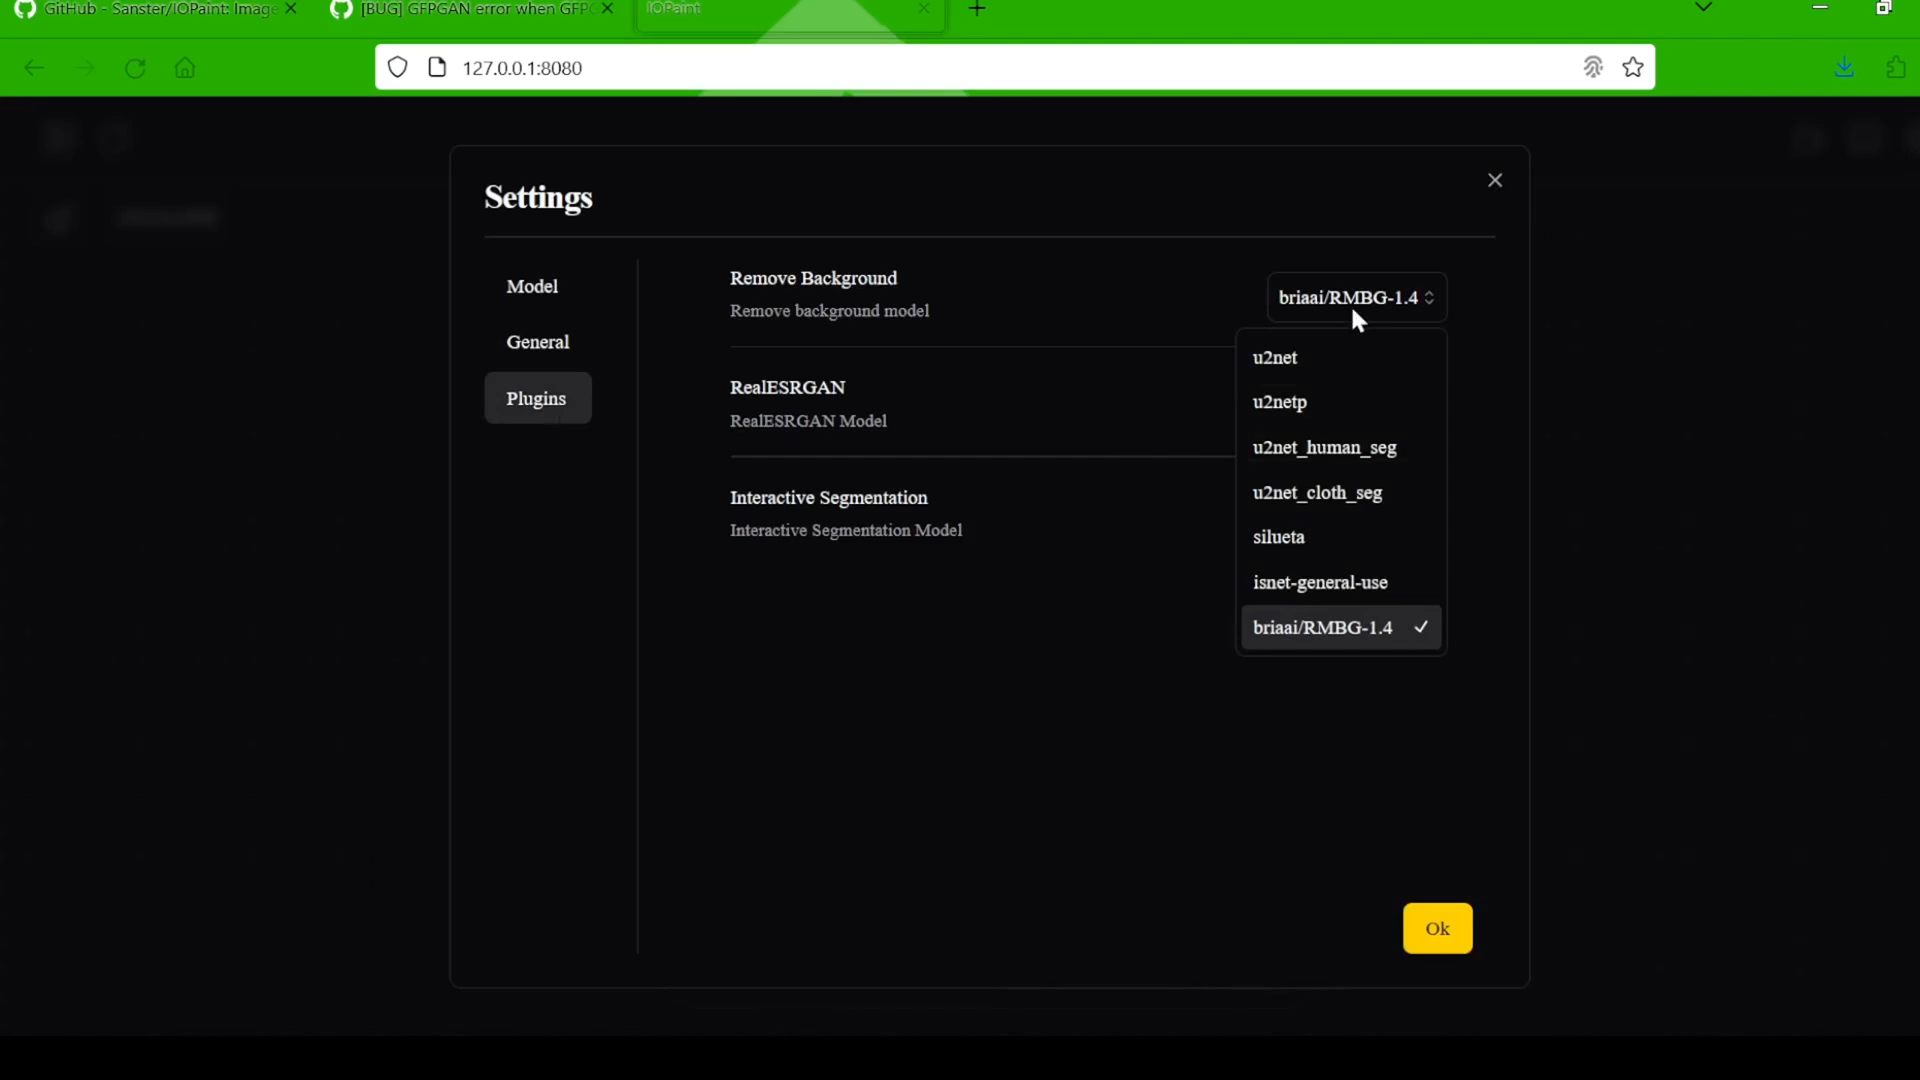 GitHub - Sanster/IOPaint: Image
[BUG] GFPGAN error when GFPG
IOPaint
127.0.0.1:8080
Settings
Model
General
Plugins
Remove Background
Remove background model
briaai/RMBG-1.4
u2net
u2netp
u2net_human_seg
u2net_cloth_seg
silueta
isnet-general-use
briaai/RMBG-1.4
RealESRGAN
RealESRGAN Model
Interactive Segmentation
Interactive Segmentation Model
Ok